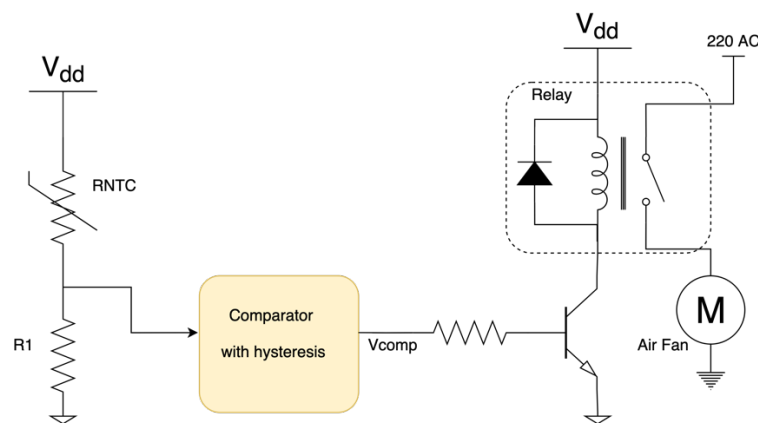 Vdd
RNTC
R1
Comparator
with hysteresis
Vcomp
Vdd
Relay
220 AC
M
Air Fan